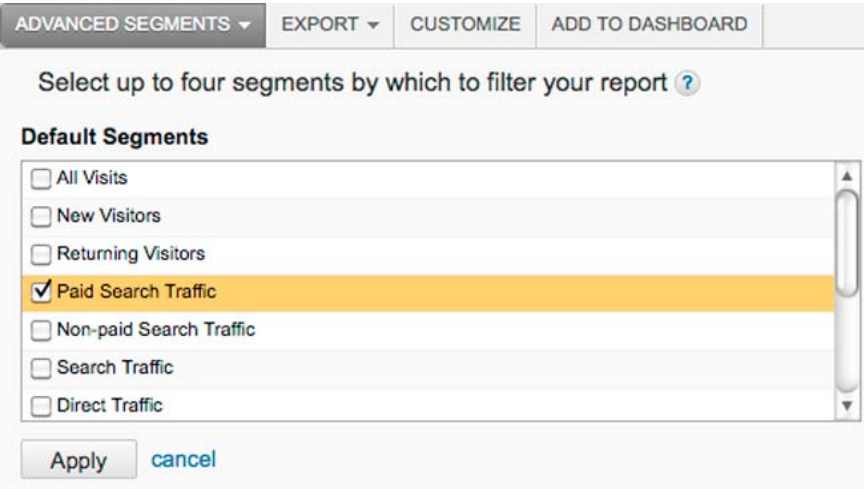 ADVANCED SEGMENTS EXPORT CUSTOMIZE ADD TO DASHBOARD
Select up to four segments by which to filter your report ?
Default Segments
All Visits
New Visitors
Returning Visitors
Paid Search Traffic
Non-paid Search Traffic
Search Traffic
Direct Traffic
Apply cancel